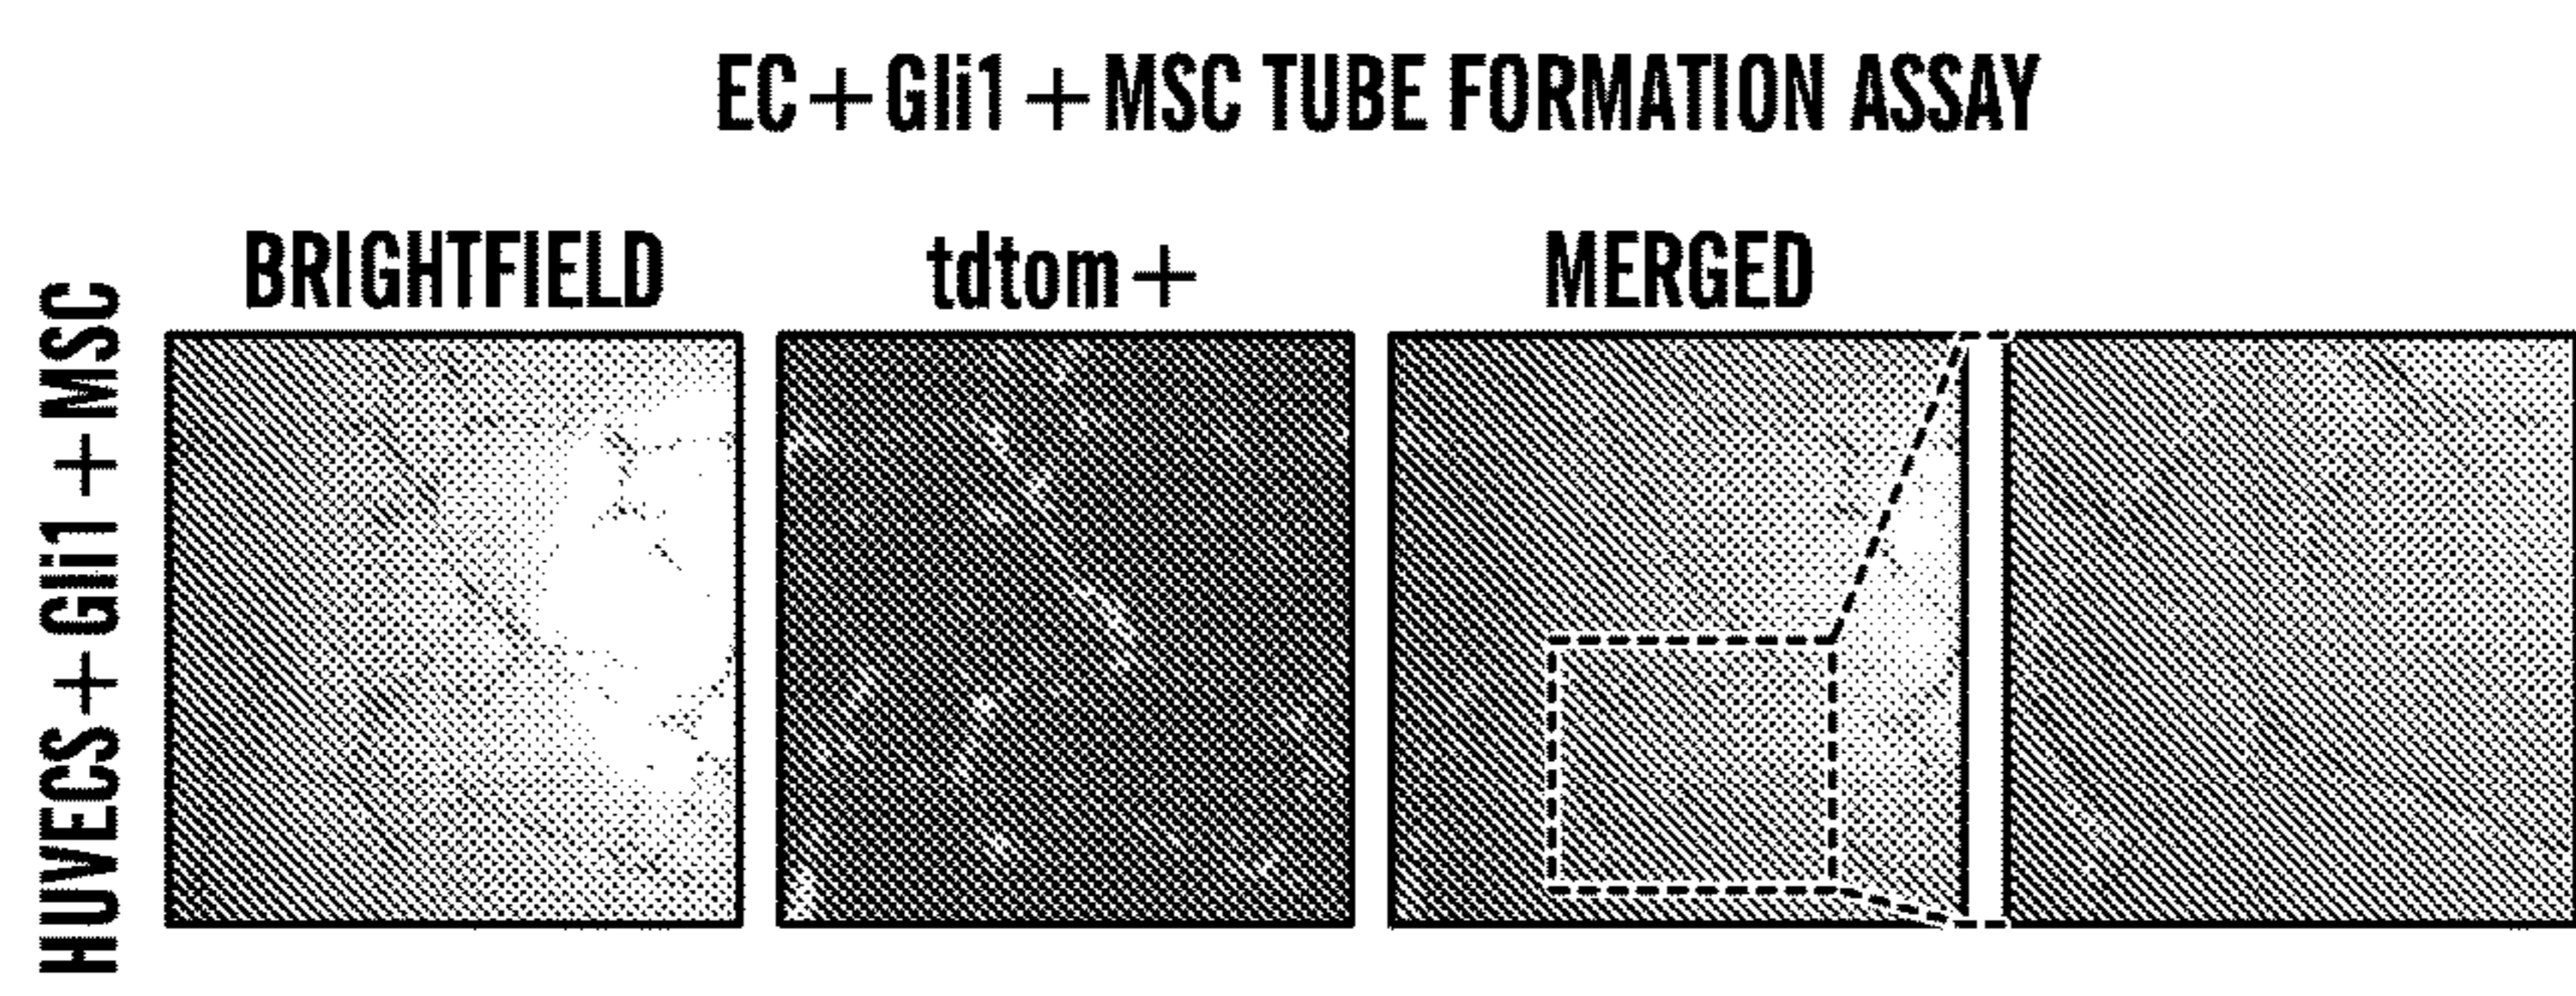 EC+Gli1+MSC TUBE FORMATION ASSAY
BRIGHTFIELD
tdtom+
MERGED
HUVECS+Gli1+MSC